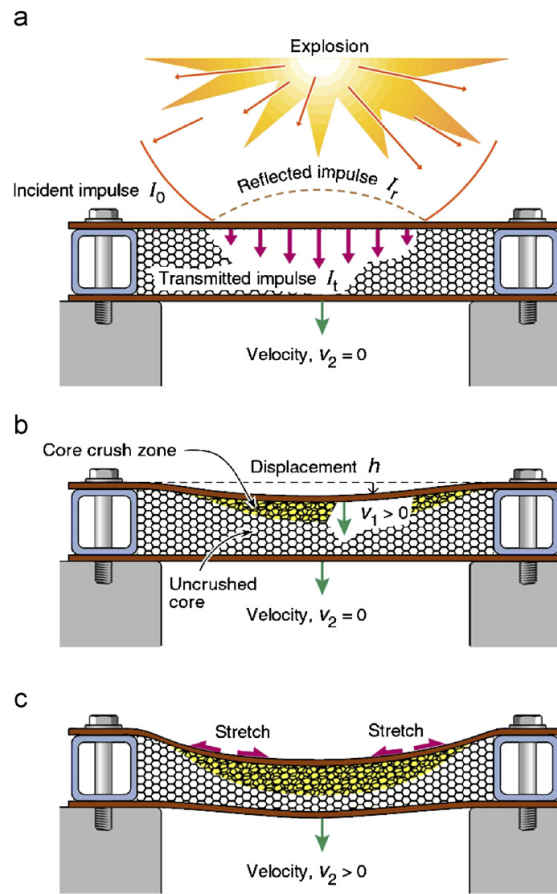 a
Explosion
Incident impulse I₀
Reflected impulse Iᵣ
Transmitted impulse Iₜ
Velocity, v₂ = 0
b
Core crush zone
Displacement h
v₁ > 0
Uncrushed
core
Velocity, v₂ = 0
c
Stretch
Stretch
Velocity, v₂ > 0